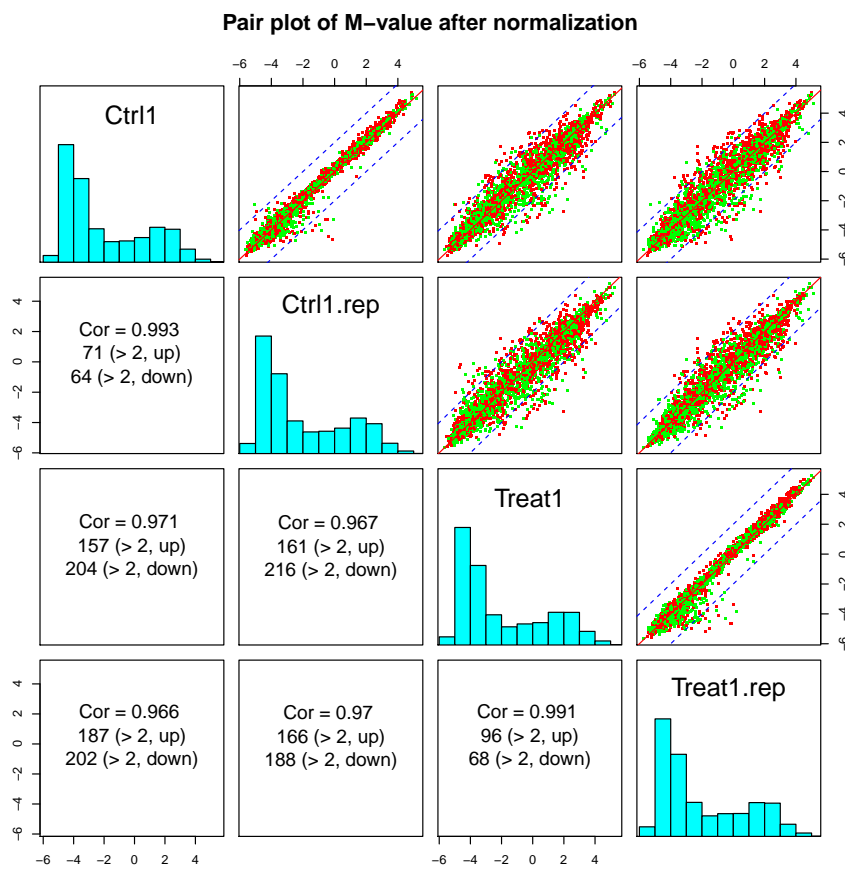 Pair plot of M−value after normalization
−6 −4 −2 0 2 4
−6 −4 −2 0 2 4
Ctrl1
−6 −4 −2 0 2 4
−6 −4 −2 0 2 4
Cor = 0.993
71 (> 2, up)
64 (> 2, down)
Ctrl1.rep
Cor = 0.971
157 (> 2, up)
204 (> 2, down)
Cor = 0.967
161 (> 2, up)
216 (> 2, down)
Treat1
−6 −4 −2 0 2 4
−6 −4 −2 0 2 4
Cor = 0.966
187 (> 2, up)
202 (> 2, down)
Cor = 0.97
166 (> 2, up)
188 (> 2, down)
Cor = 0.991
96 (> 2, up)
68 (> 2, down)
Treat1.rep
−6 −4 −2 0 2 4
−6 −4 −2 0 2 4